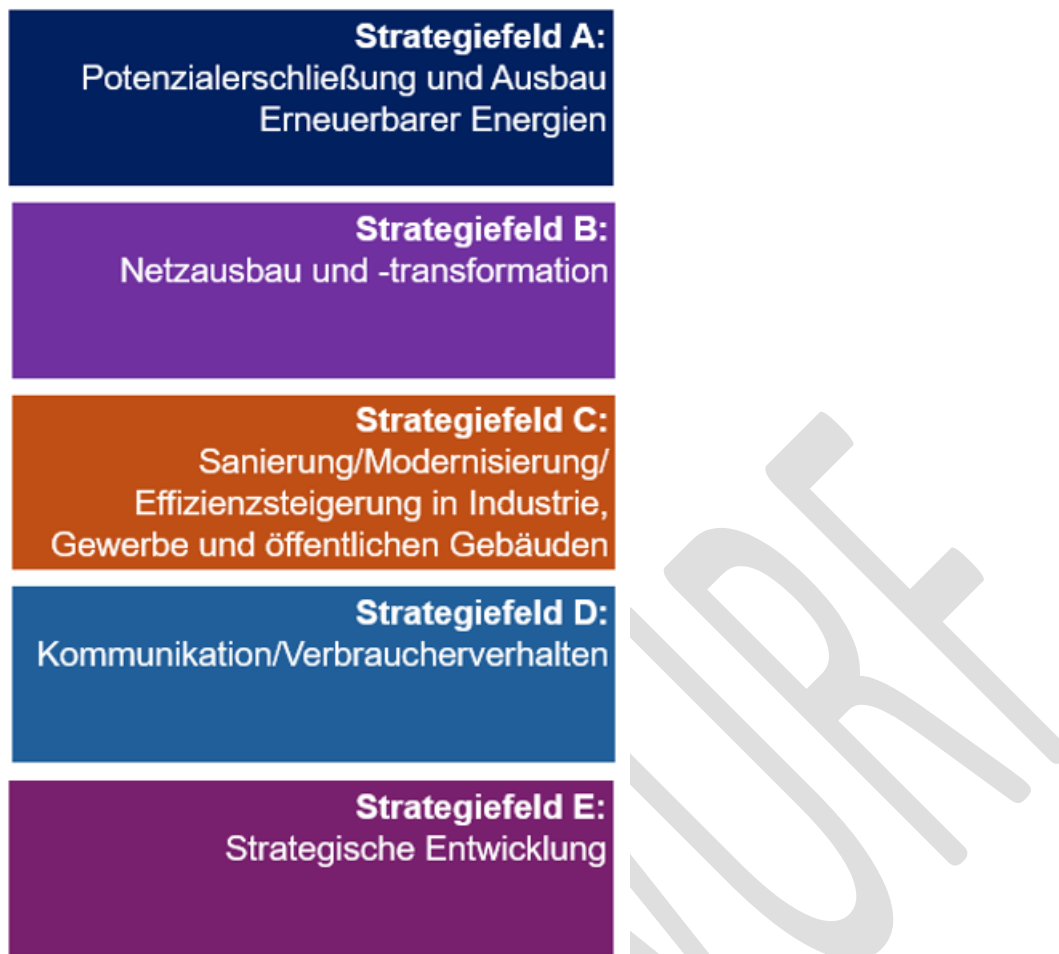 Strategiefeld A:
Potenzialerschließung und Ausbau
Erneuerbarer Energien
Strategiefeld B:
Netzausbau und -transformation
Strategiefeld C:
Sanierung/Modernisierung/
Effizienzsteigerung in Industrie,
Gewerbe und öffentlichen Gebäuden
Strategiefeld D:
Kommunikation/Verbraucherverhalten
Strategiefeld E:
Strategische Entwicklung